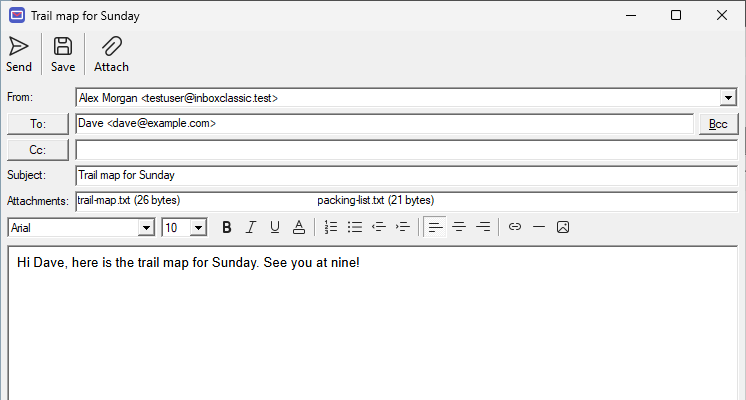 Trail map for Sunday
Send Save Attach
From: Alex Morgan <testuser@inboxclassic.test>
To: Dave <dave@example.com> Bcc
Cc:
Subject: Trail map for Sunday
Attachments: trail-map.txt (26 bytes) packing-list.txt (21 bytes)
Arial 10 B I U A
Hi Dave, here is the trail map for Sunday. See you at nine!